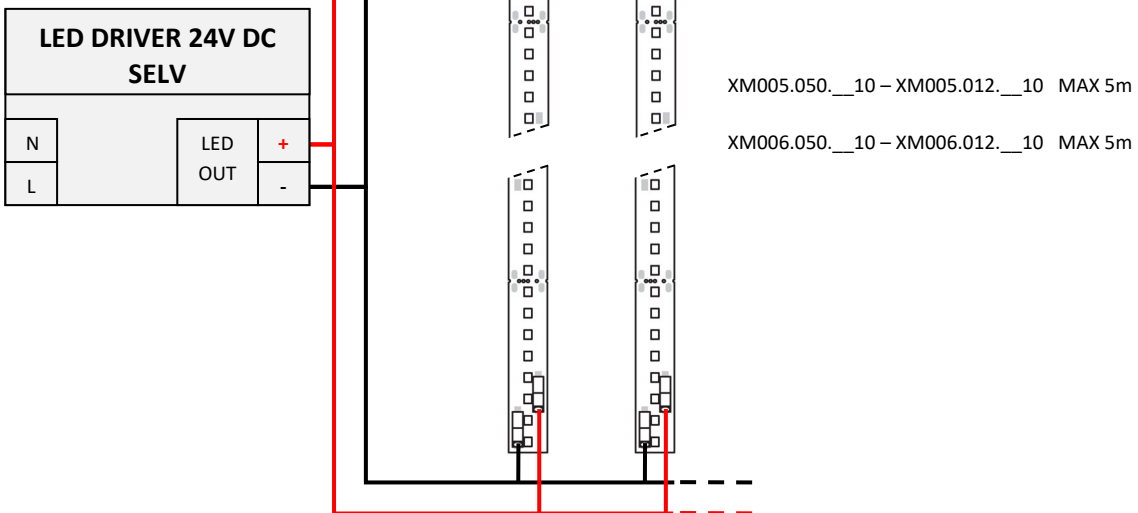 LED DRIVER 24V DC
SELV
N
L
LED
OUT
+
-
XM005.050.__10 – XM005.012.__10 MAX 5m
XM006.050.__10 – XM006.012.__10 MAX 5m